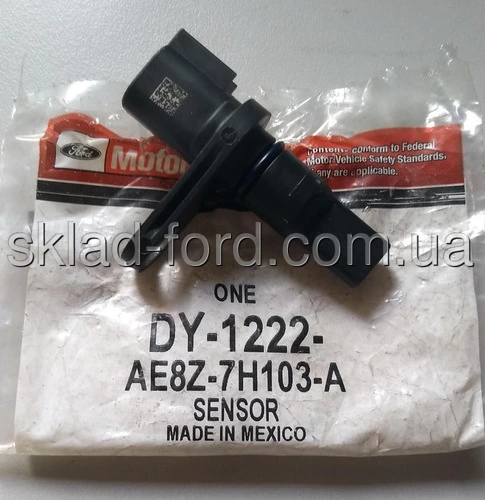 Ford
Motor
Contents conform to Federal
Motor Vehicle Safety Standards,
if any are applicable.
sklad-ford.com.ua
ONE
DY-1222-
AE8Z-7H103-A
SENSOR
MADE IN MEXICO